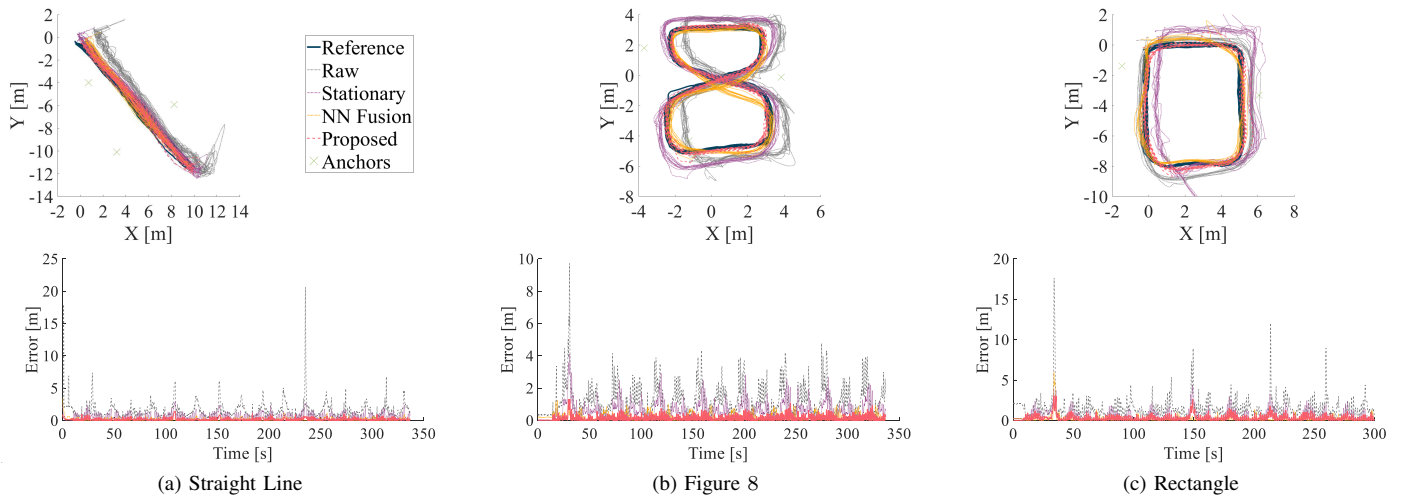 2
0
-2
-4
-6
-8
-10
-12
-14
Y [m]
-2 0 2 4 6 8 10 12 14
X [m]
Reference
Raw
Stationary
NN Fusion
Proposed
Anchors
4
2
0
-2
-4
-6
-8
Y [m]
-4 -2 0 2 4 6
X [m]
2
0
-2
-4
-6
-8
-10
Y [m]
-2 0 2 4 6 8
X [m]
25
20
15
10
5
0
Error [m]
0 50 100 150 200 250 300 350
Time [s]
(a) Straight Line
10
8
6
4
2
0
Error [m]
0 50 100 150 200 250 300 350
Time [s]
(b) Figure 8
20
15
10
5
0
Error [m]
0 50 100 150 200 250 300
Time [s]
(c) Rectangle